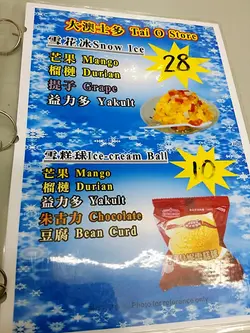 大澳士多 Tai O Store
雪花冰Snow Ice
28
芒果 Mango
榴槤 Durian
提子 Grape
益力多 Yakult
雪糕球Ice-cream Ball
10
芒果 Mango
榴槤 Durian
益力多 Yakult
朱古力 Chocolate
豆腐 Bean Curd